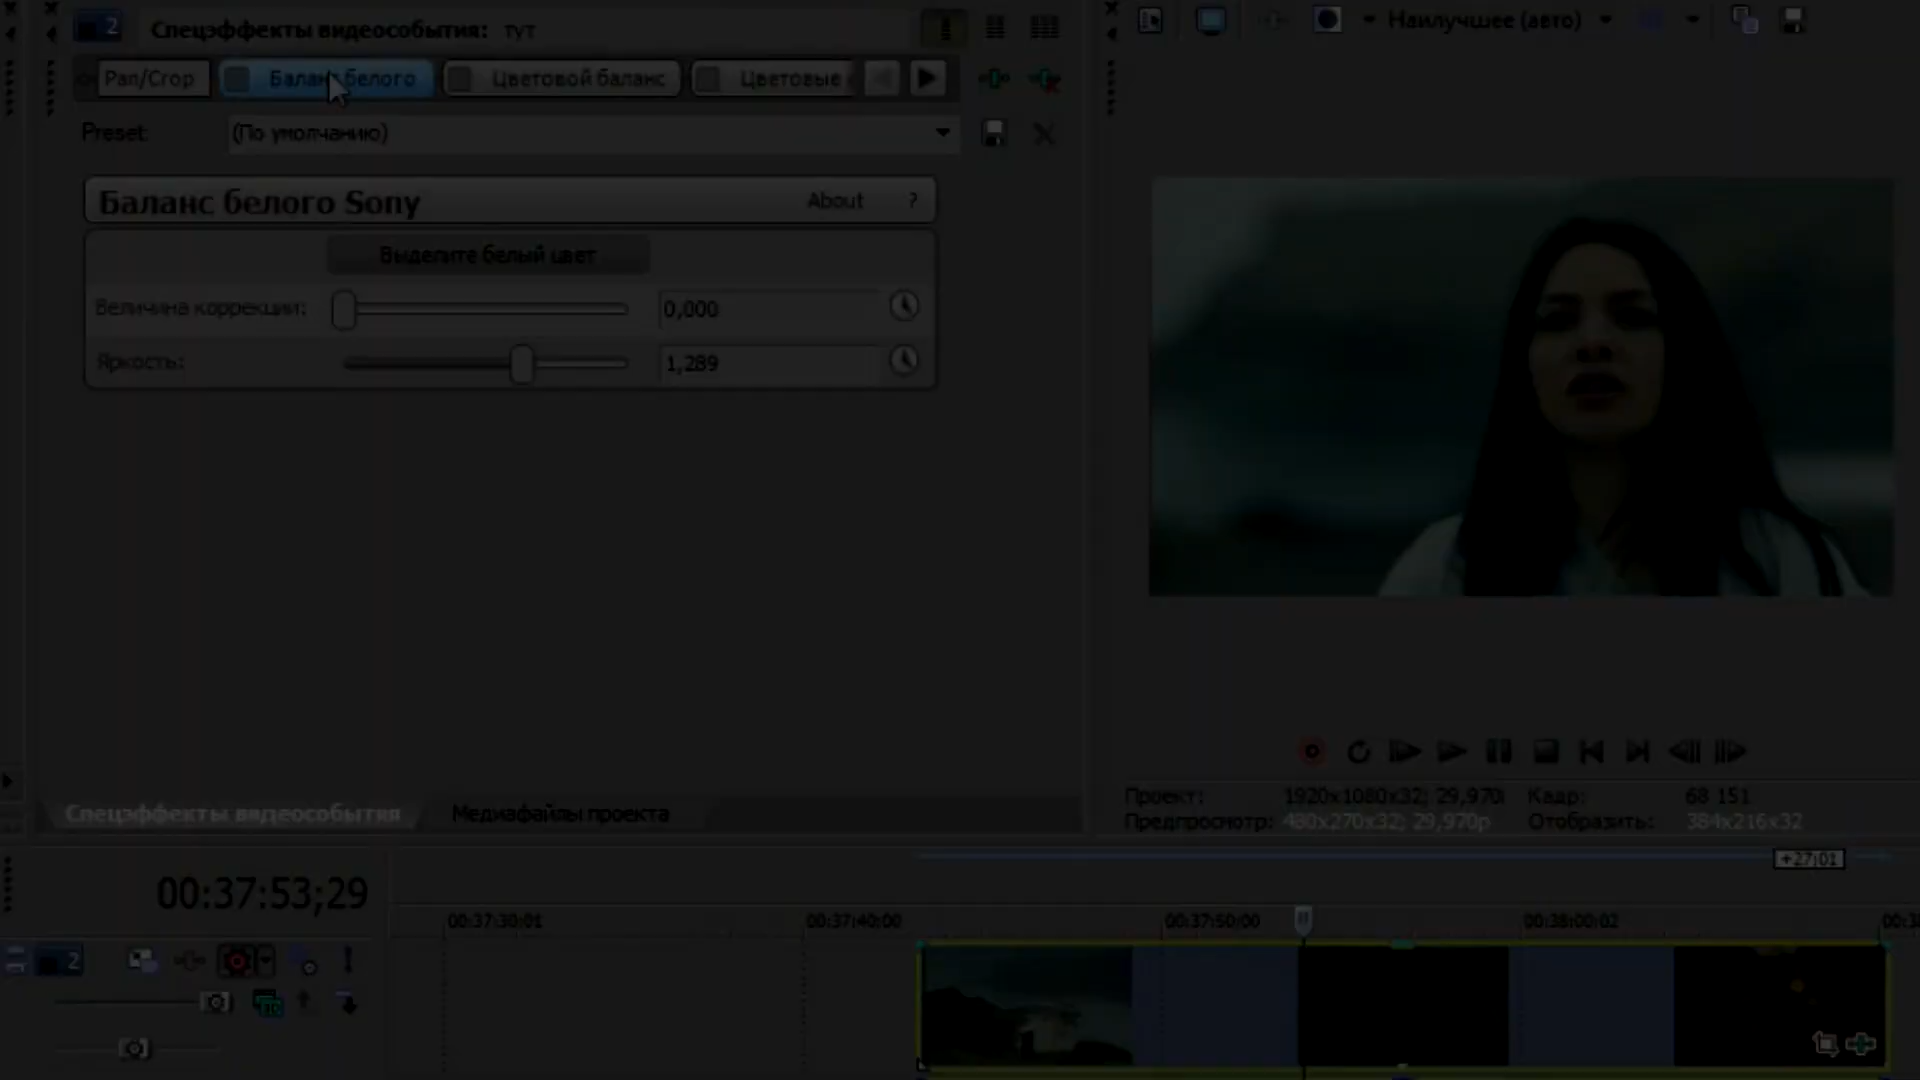 2 Спецэффекты видеособытия: тут
Наилучшее (авто)
Pan/Crop Баланс белого Цветовой баланс Цветовые
Preset: (По умолчанию)
Баланс белого Sony About ?
Выделите белый цвет
Величина коррекции: 0,000
Яркость: 1,289
Спецэффекты видеособытия Медиафайлы проекта
Проект: 1920x1080x32; 29,970i Кадр: 68 151
Предпросмотр: 480x270x32; 29,970p Отобразить: 384x216x32
+27;01
00:37:53;29
00:37:30;01 00:37:40;00 00:37:50;00 00:38:00;02
2